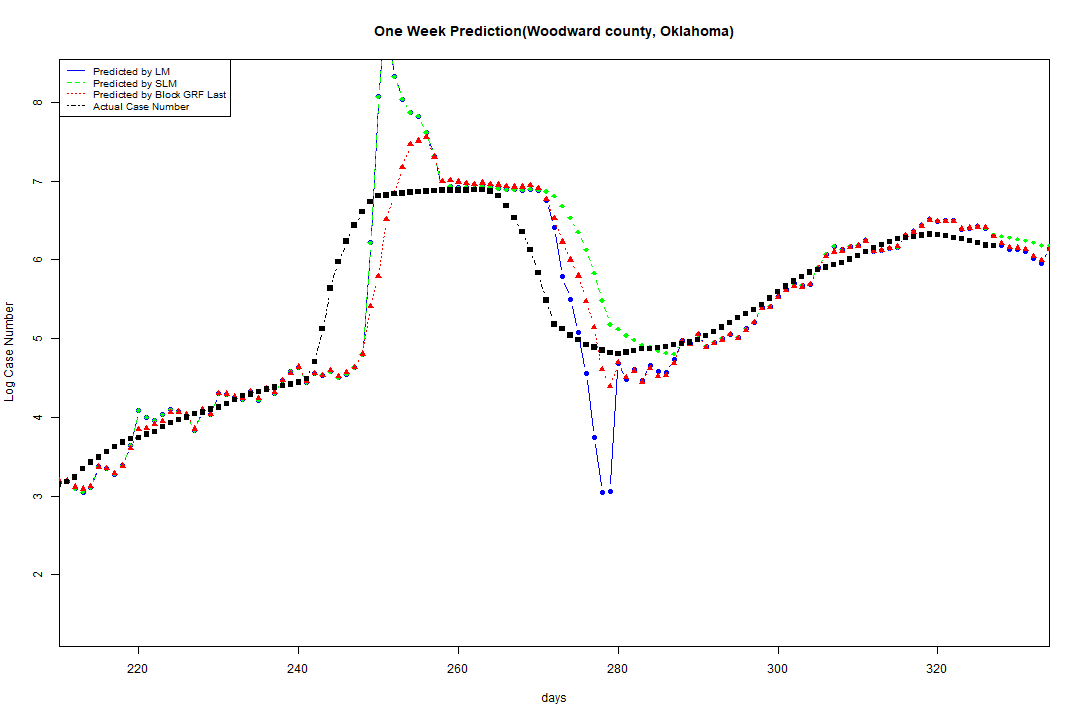 One Week Prediction(Woodward county, Oklahoma)
Predicted by LM
Predicted by SLM
Predicted by Block GRF Last
Actual Case Number
8
7
6
5
4
3
2
Log Case Number
220 240 260 280 300 320
days